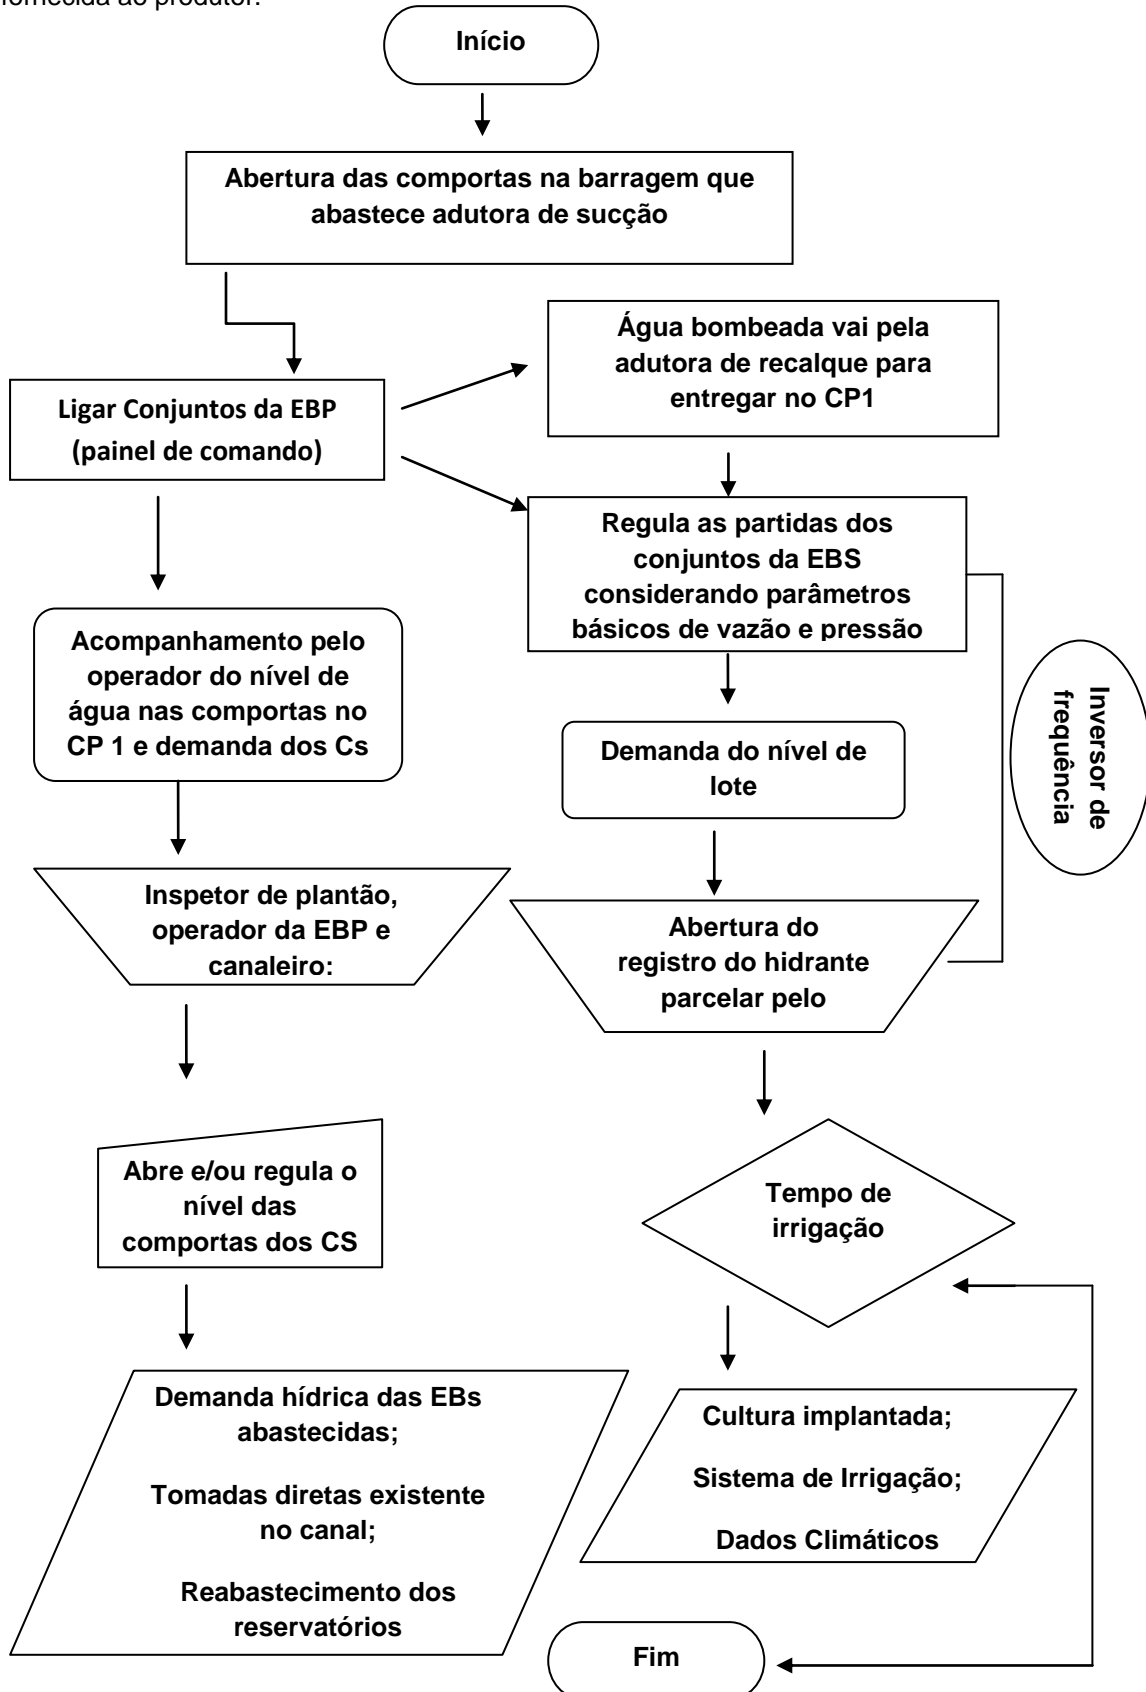 fornecida ao produtor.
Início
Abertura das comportas na barragem que
abastece adutora de sucção
Água bombeada vai pela
adutora de recalque para
entregar no CP1
Ligar Conjuntos da EBP
(painel de comando)
Regula as partidas dos
conjuntos da EBS
considerando parâmetros
básicos de vazão e pressão
Acompanhamento pelo
operador do nível de
água nas comportas no
CP 1 e demanda dos Cs
Inversor de
frequência
Demanda do nível de
lote
Inspetor de plantão,
operador da EBP e
canaleiro:
Abertura do
registro do hidrante
parcelar pelo
Abre e/ou regula o
nível das
comportas dos CS
Tempo de
irrigação
Demanda hídrica das EBs
abastecidas;
Tomadas diretas existente
no canal;
Reabastecimento dos
reservatórios
Cultura implantada;
Sistema de Irrigação;
Dados Climáticos
Fim